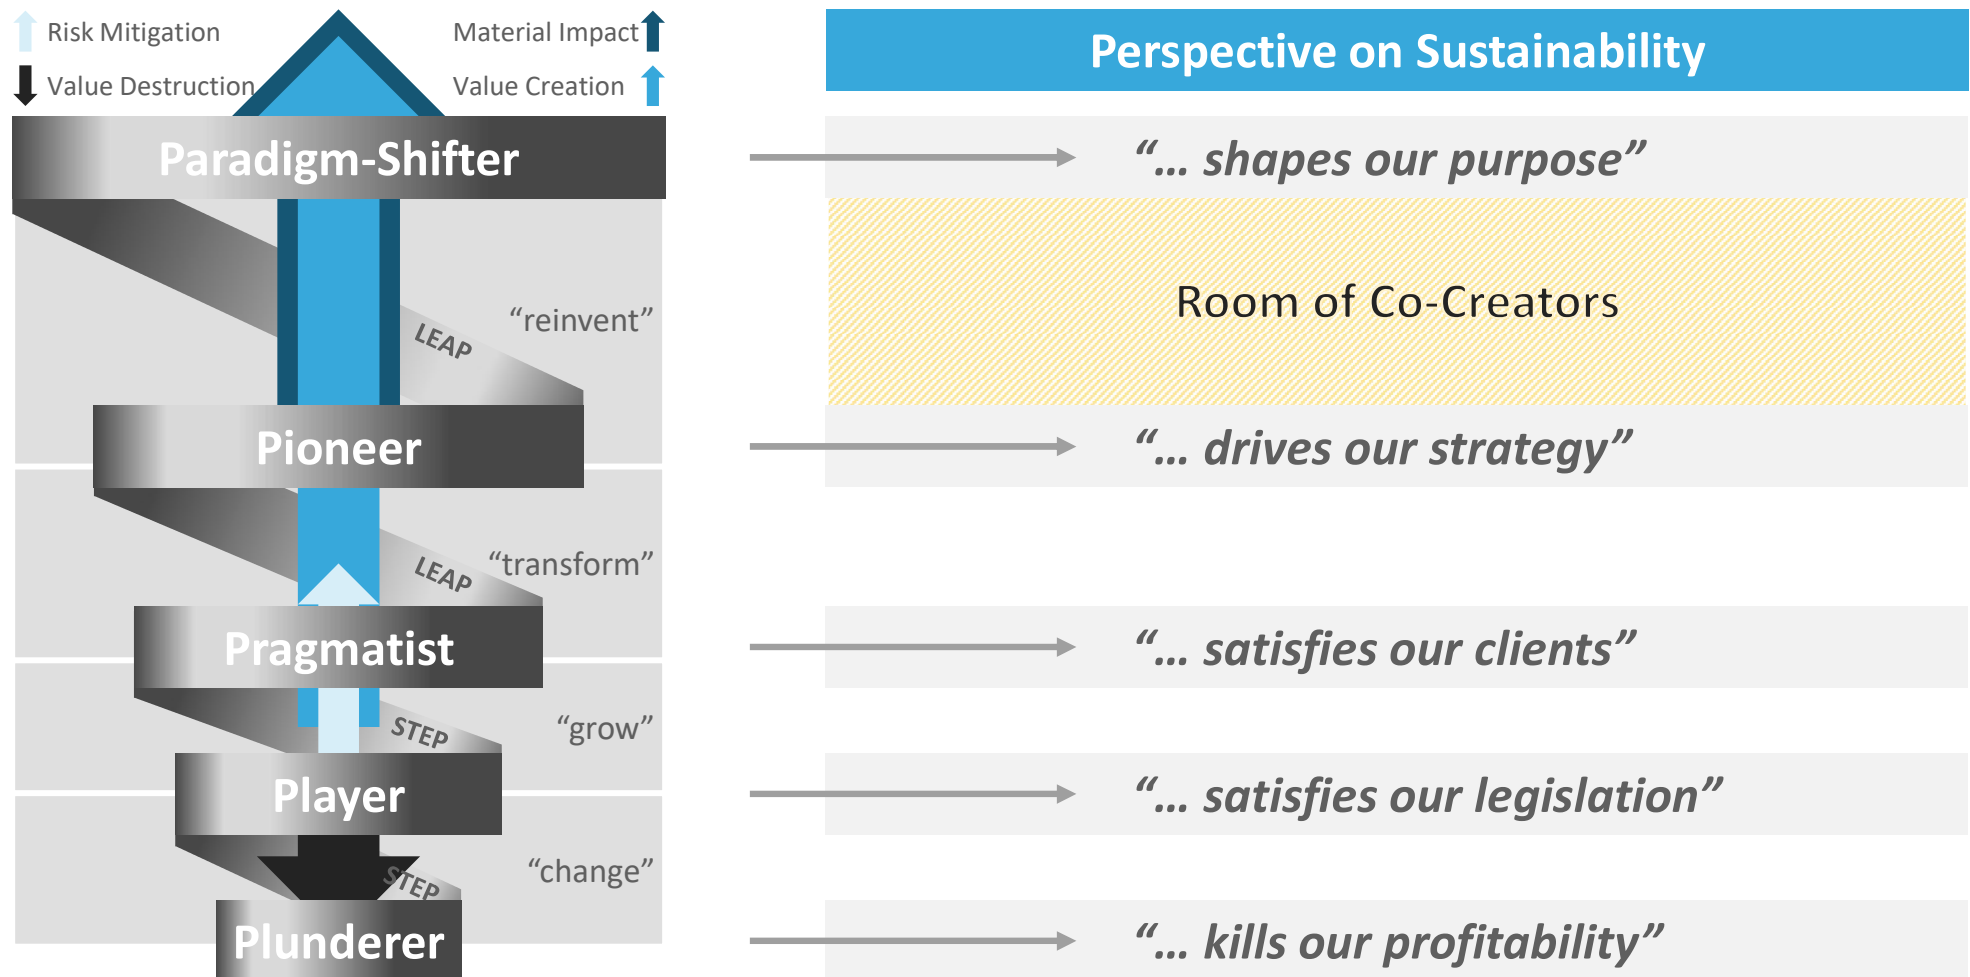 Risk Mitigation
Material Impact
Value Destruction
Value Creation
Perspective on Sustainability
Paradigm-Shifter
“... shapes our purpose”
“reinvent”
LEAP
Room of Co-Creators
Pioneer
“... drives our strategy”
“transform”
LEAP
Pragmatist
“... satisfies our clients”
“grow”
STEP
Player
“... satisfies our legislation”
“change”
STEP
Plunderer
“... kills our profitability”